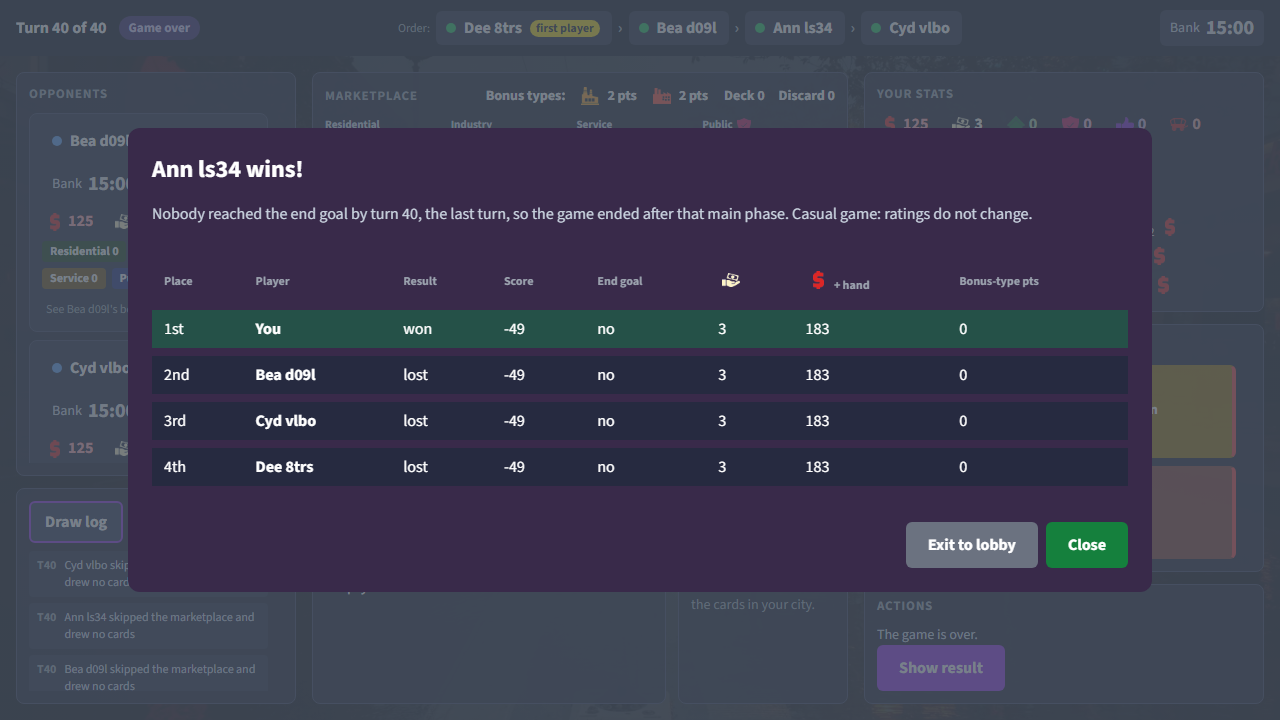 Turn 40 of 40 Game over Order: Dee 8trs first player › Bea d09l › Ann ls34 › Cyd vlbo Bank 15:00
OPPONENTS
MARKETPLACE Bonus types: 2 pts 2 pts Deck 0 Discard 0
YOUR STATS
Residential Industry Service Public
125 3 0 0 0 0
Bea d09l
Bank 15:00
125
Residential 0
Service 0
See Bea d09l's
Cyd vlbo
Bank 15:00
125
Ann ls34 wins!
Nobody reached the end goal by turn 40, the last turn, so the game ended after that main phase. Casual game: ratings do not change.
Place Player Result Score End goal + hand Bonus-type pts
1st You won -49 no 3 183 0
2nd Bea d09l lost -49 no 3 183 0
3rd Cyd vlbo lost -49 no 3 183 0
4th Dee 8trs lost -49 no 3 183 0
Exit to lobby Close
Draw log
T40 Cyd vlbo
drew no
T40 Ann ls34 skipped the marketplace and
drew no cards
T40 Bea d09l skipped the marketplace and
drew no cards
the cards in your city.
ACTIONS
The game is over.
Show result